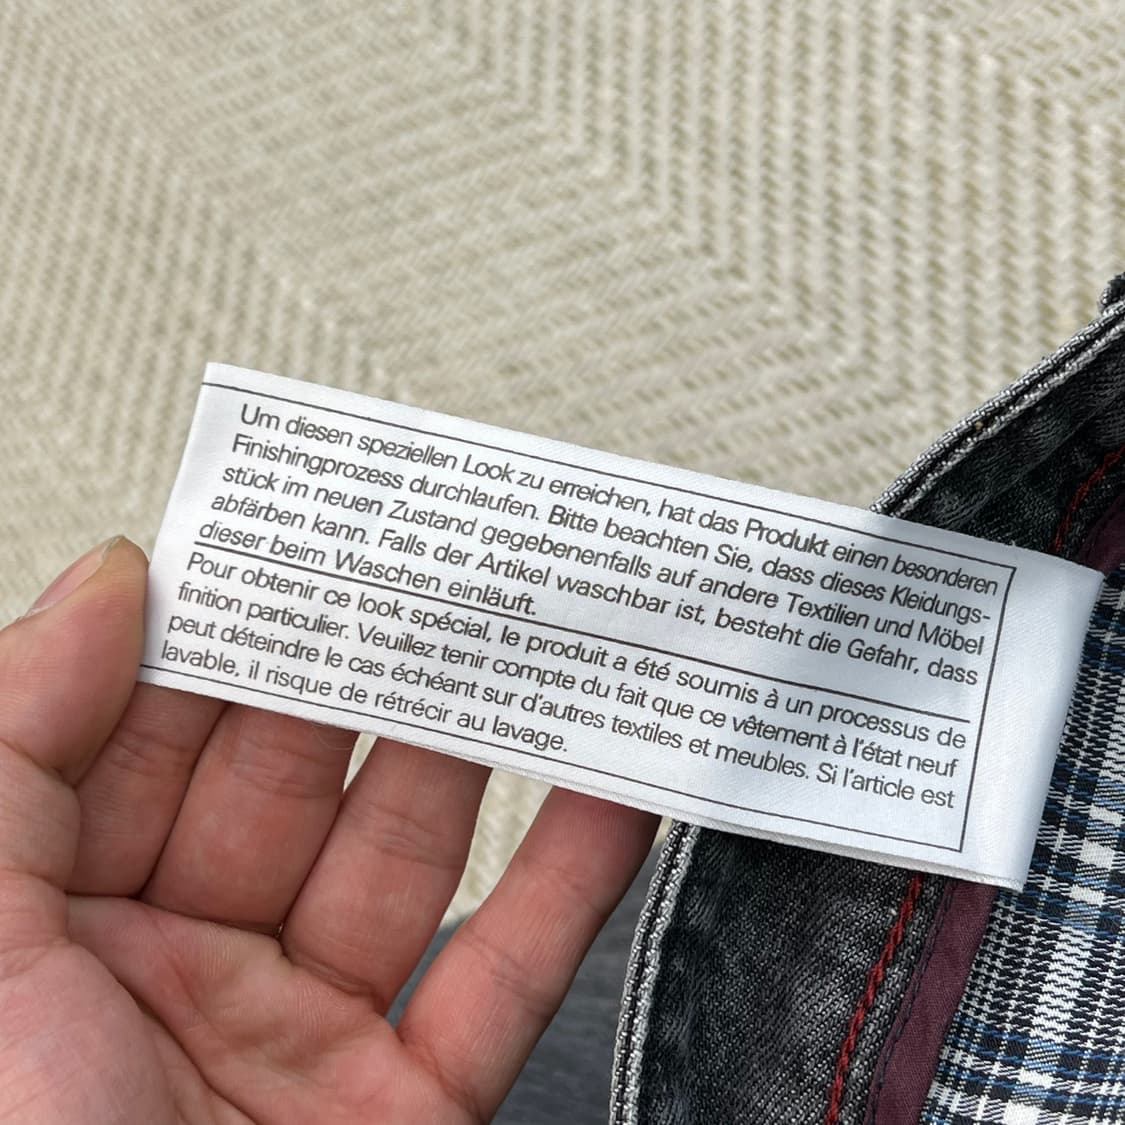 Um diesen speziellen Look zu erreichen, hat das Produkt einen besonderen
Finishingprozess durchlaufen. Bitte beachten Sie, dass dieses Kleidungs-
stück im neuen Zustand gegebenenfalls auf andere Textilien und Möbel
abfärben kann. Falls der Artikel waschbar ist, besteht die Gefahr, dass
dieser beim Waschen einläuft.
Pour obtenir ce look spécial, le produit a été soumis à un processus de
finition particulier. Veuillez tenir compte du fait que ce vêtement à l'état neuf
peut déteindre le cas échéant sur d'autres textiles et meubles. Si l'article est
lavable, il risque de rétrécir au lavage.